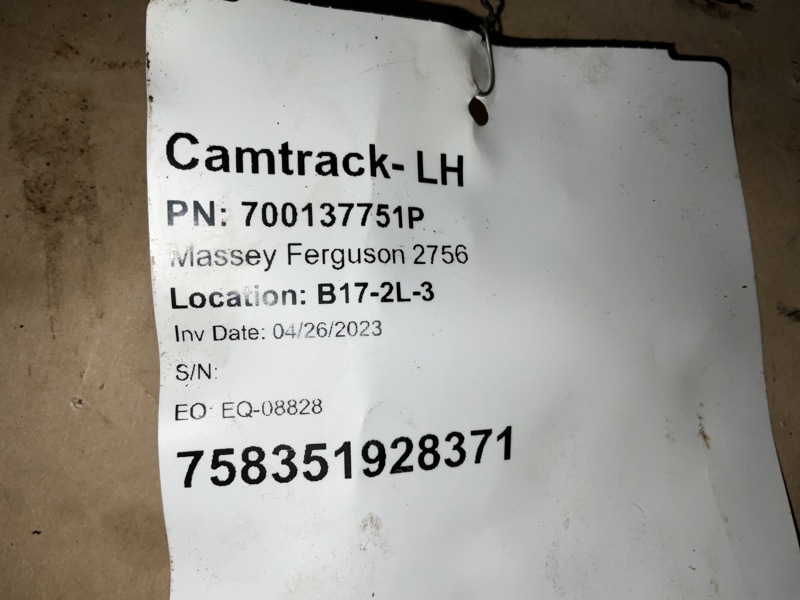 Camtrack- LH
PN: 700137751P
Massey Ferguson 2756
Location: B17-2L-3
Inv Date: 04/26/2023
S/N:
EQ: EQ-08828
758351928371